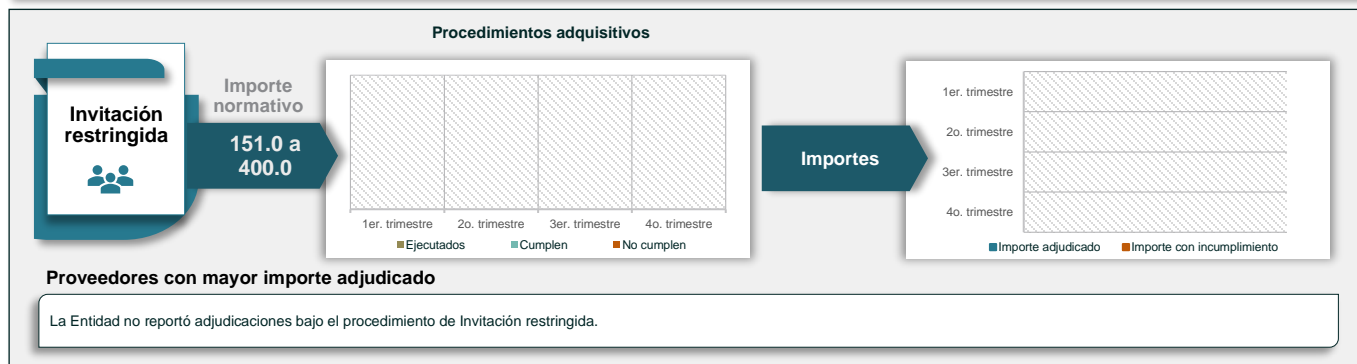 Procedimientos adquisitivos
Invitación
restringida
Importe
normativo
151.0 a
400.0
1er. trimestre
2o. trimestre
3er. trimestre
4o. trimestre
Ejecutados
Cumplen
No cumplen
Importes
1er. trimestre
2o. trimestre
3er. trimestre
4o. trimestre
Importe adjudicado
Importe con incumplimiento
Proveedores con mayor importe adjudicado
La Entidad no reportó adjudicaciones bajo el procedimiento de Invitación restringida.